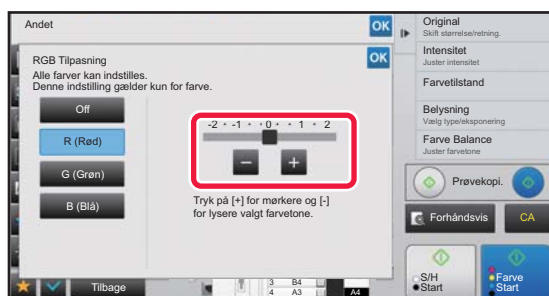 Andet
OK
RGB Tilpasning
OK
Alle farver kan indstilles.
Denne indstilling gælder kun for farve.
Off
R (Rød)
G (Grøn)
B (Blå)
-2 • -1 • 0 • 1 • 2
Tryk på [+] for mørkere og [-]
for lysere valgt farvetone.
Tilbage
3 B4
4 A3
A4
Original
Skift størrelse/retning.
Intensitet
Juster intensitet
Farvetilstand
Belysning
Vælg type/eksponering
Farve Balance
Juster farvetone
Prøvekopi.
Forhåndsvis
CA
S/H
Start
Farve
Start